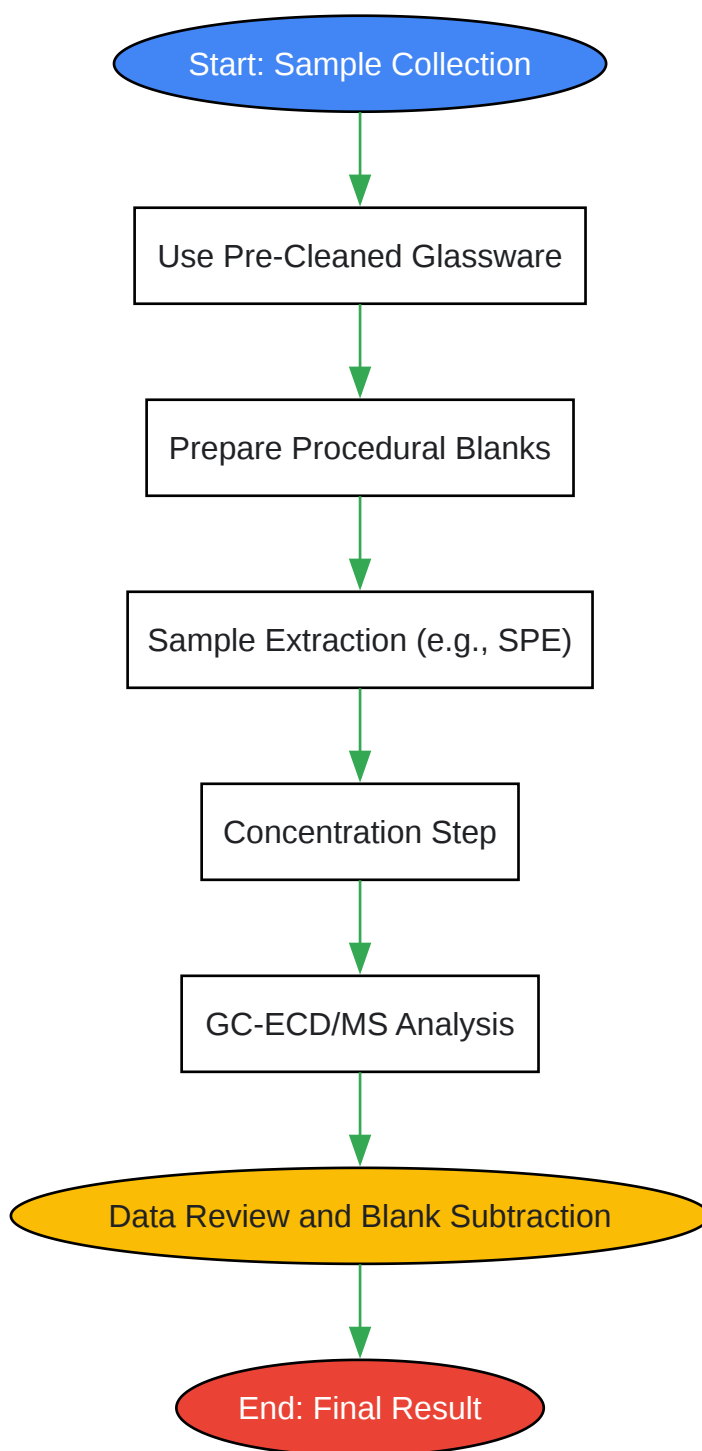 Start: Sample Collection
Use Pre-Cleaned Glassware
Prepare Procedural Blanks
Sample Extraction (e.g., SPE)
Concentration Step
GC-ECD/MS Analysis
Data Review and Blank Subtraction
End: Final Result